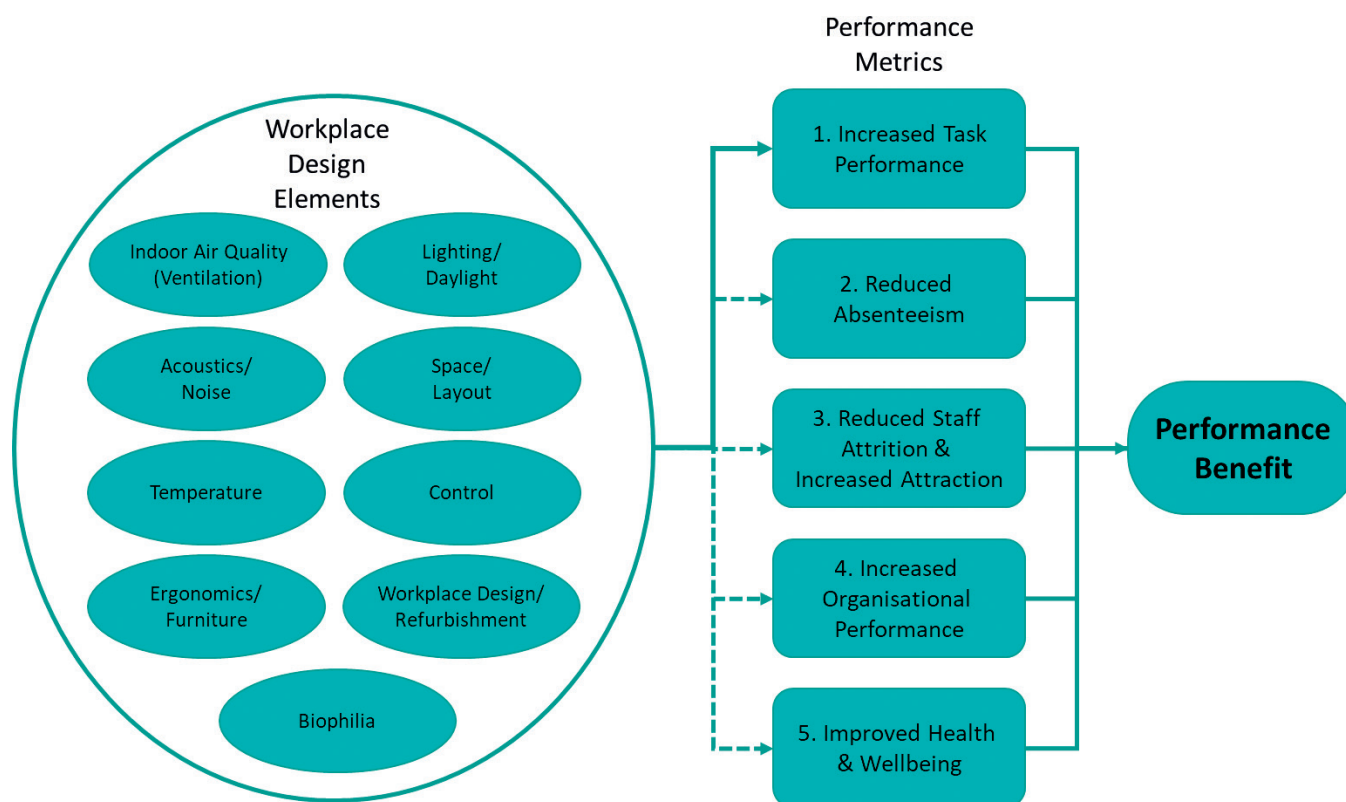 Workplace
Design
Elements
Indoor Air Quality
(Ventilation)
Lighting/
Daylight
Acoustics/
Noise
Space/
Layout
Temperature
Control
Ergonomics/
Furniture
Workplace Design/
Refurbishment
Biophilia
Performance
Metrics
1. Increased Task
Performance
2. Reduced
Absenteeism
3. Reduced Staff
Attrition &
Increased Attraction
4. Increased
Organisational
Performance
5. Improved Health
& Wellbeing
Performance
Benefit